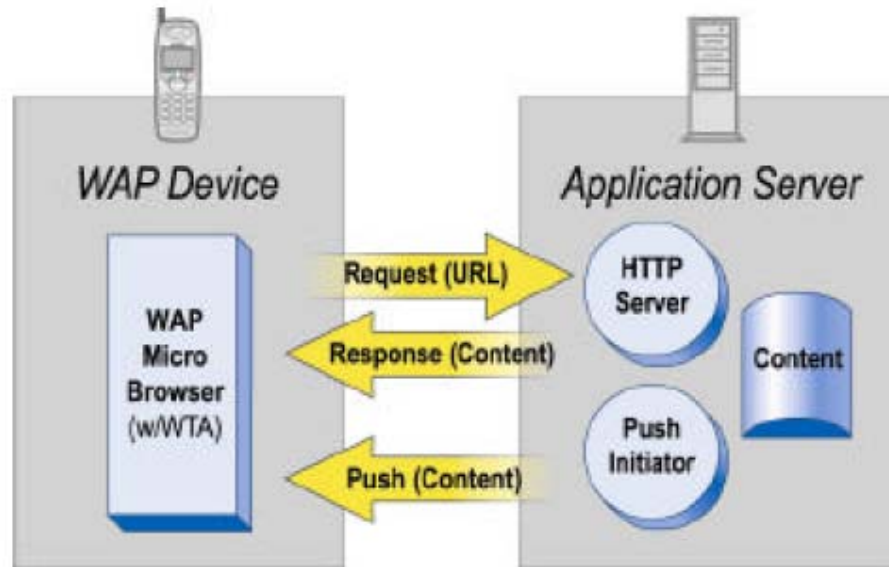 WAP Device
Application Server
WAP
Micro
Browser
(w/WTA)
Request (URL)
Response (Content)
Push (Content)
HTTP
Server
Content
Push
Initiator